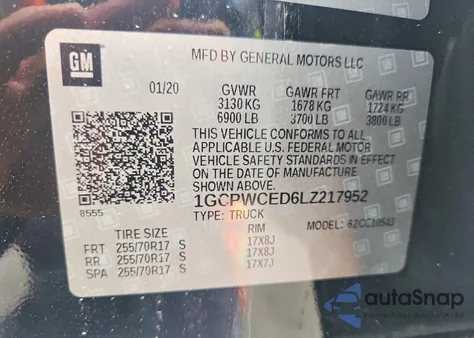 GM
MFD BY GENERAL MOTORS LLC
01/20 GVWR GAWR FRT GAWR RR
3130 KG 1678 KG 1724 KG
6900 LB 3700 LB 3800 LB
THIS VEHICLE CONFORMS TO ALL
APPLICABLE U.S. FEDERAL MOTOR
VEHICLE SAFETY STANDARDS IN EFFECT
ON THE DATE OF MANUFACTURE
SHOWN ABOVE.
1GCPWCED6LZ217952
TYPE: TRUCK MODEL:
8555
TIRE SIZE RIM
FRT 255/70R17 S 17X8J
RR 255/70R17 S 17X8J
SPA 255/70R17 S 17X7J
autoSnap